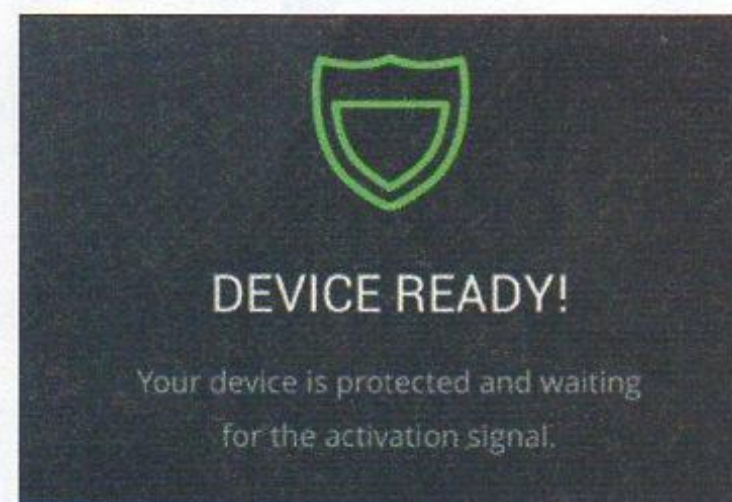 DEVICE READY!
Your device is protected and waiting
for the activation signal.